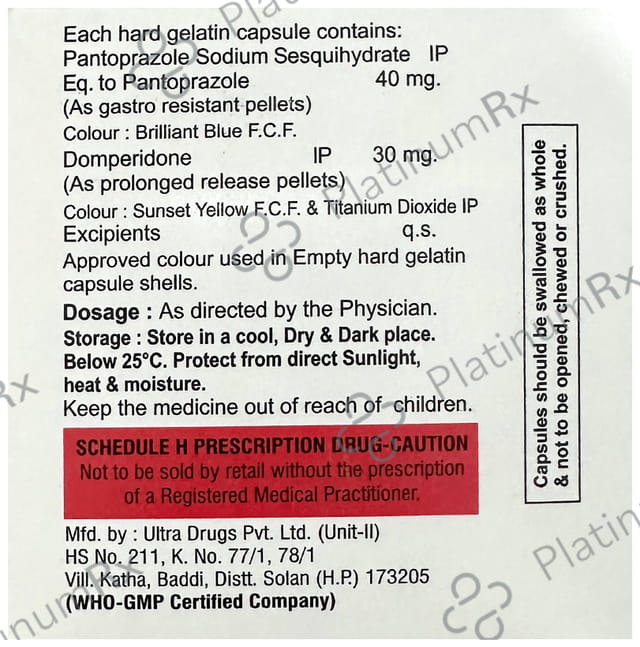 Each hard gelatin capsule contains:
Pantoprazole Sodium Sesquihydrate IP
Eq. to Pantoprazole 40 mg.
(As gastro resistant pellets)
Colour : Brilliant Blue F.C.F.
Domperidone IP 30 mg.
(As prolonged release pellets)
Colour : Sunset Yellow F.C.F. & Titanium Dioxide IP
Excipients q.s.
Approved colour used in Empty hard gelatin
capsule shells.
Dosage : As directed by the Physician.
Storage : Store in a cool, Dry & Dark place.
Below 25°C. Protect from direct Sunlight,
heat & moisture.
Keep the medicine out of reach of children.
SCHEDULE H PRESCRIPTION DRUG-CAUTION
Not to be sold by retail without the prescription
of a Registered Medical Practitioner.
Mfd. by : Ultra Drugs Pvt. Ltd. (Unit-II)
HS No. 211, K. No. 77/1, 78/1
Vill. Katha, Baddi, Distt. Solan (H.P.) 173205
(WHO-GMP Certified Company)
Capsules should be swallowed as whole
& not to be opened, chewed or crushed.
PlatinumRx
PlatinumRx
Platin
Pla
Rx
inumRx